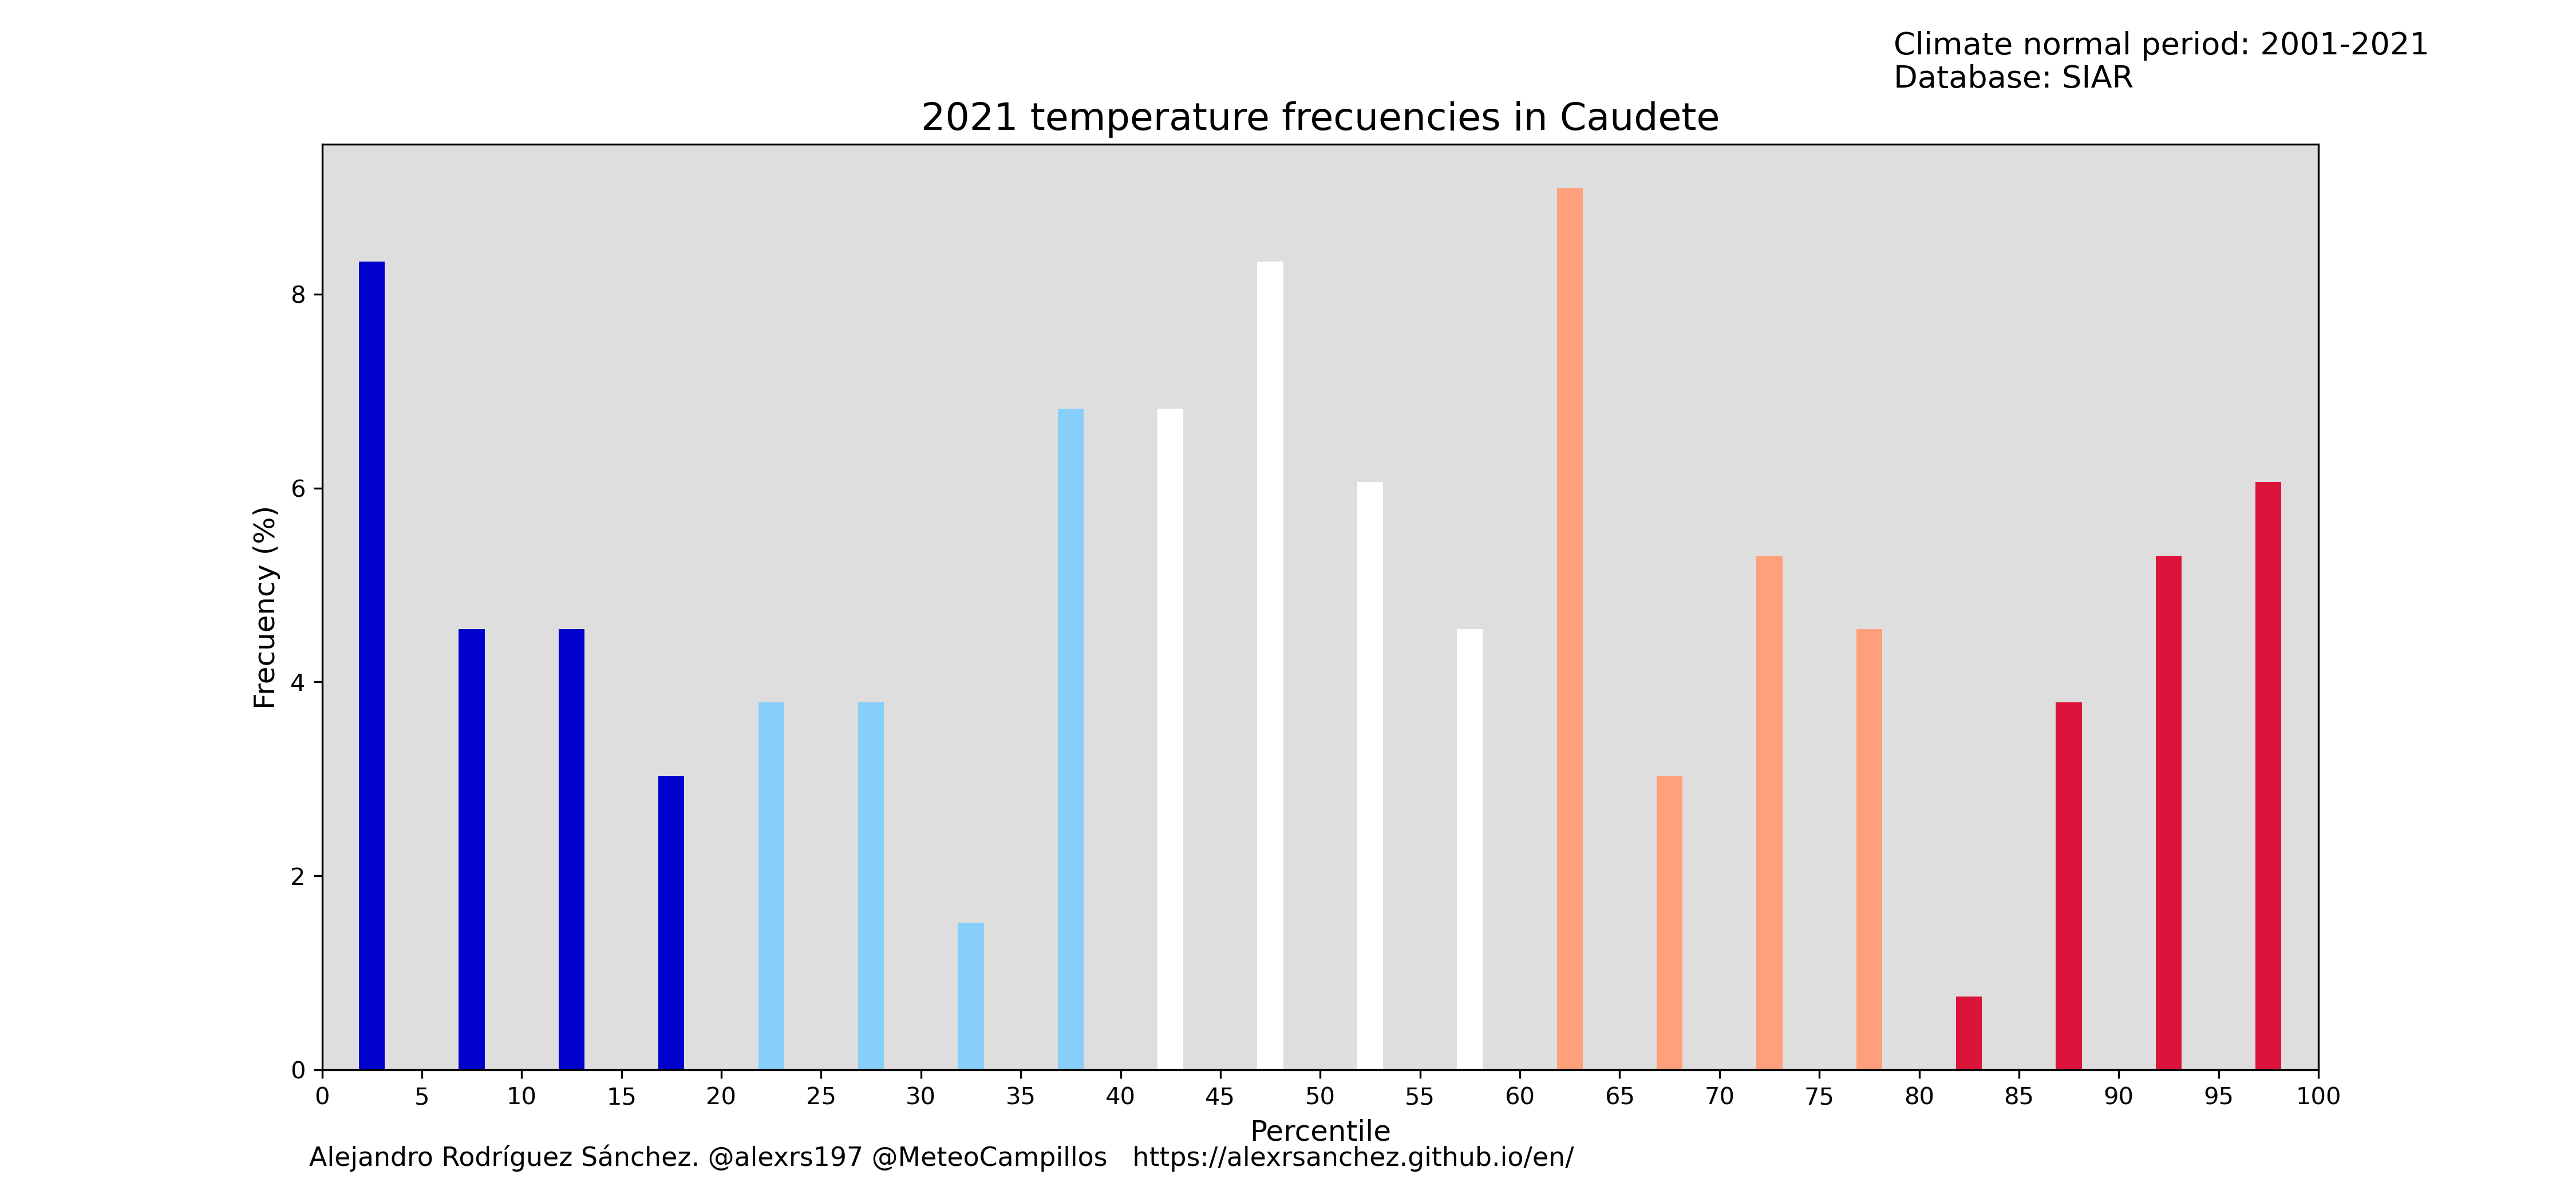 Climate normal period: 2001-2021
Database: SIAR
2021 temperature frecuencies in Caudete
Frecuency (%)
8
6
4
2
0
0 5 10 15 20 25 30 35 40 45 50 55 60 65 70 75 80 85 90 95 100
Percentile
Alejandro Rodríguez Sánchez. @alexrs197 @MeteoCampillos https://alexrsanchez.github.io/en/